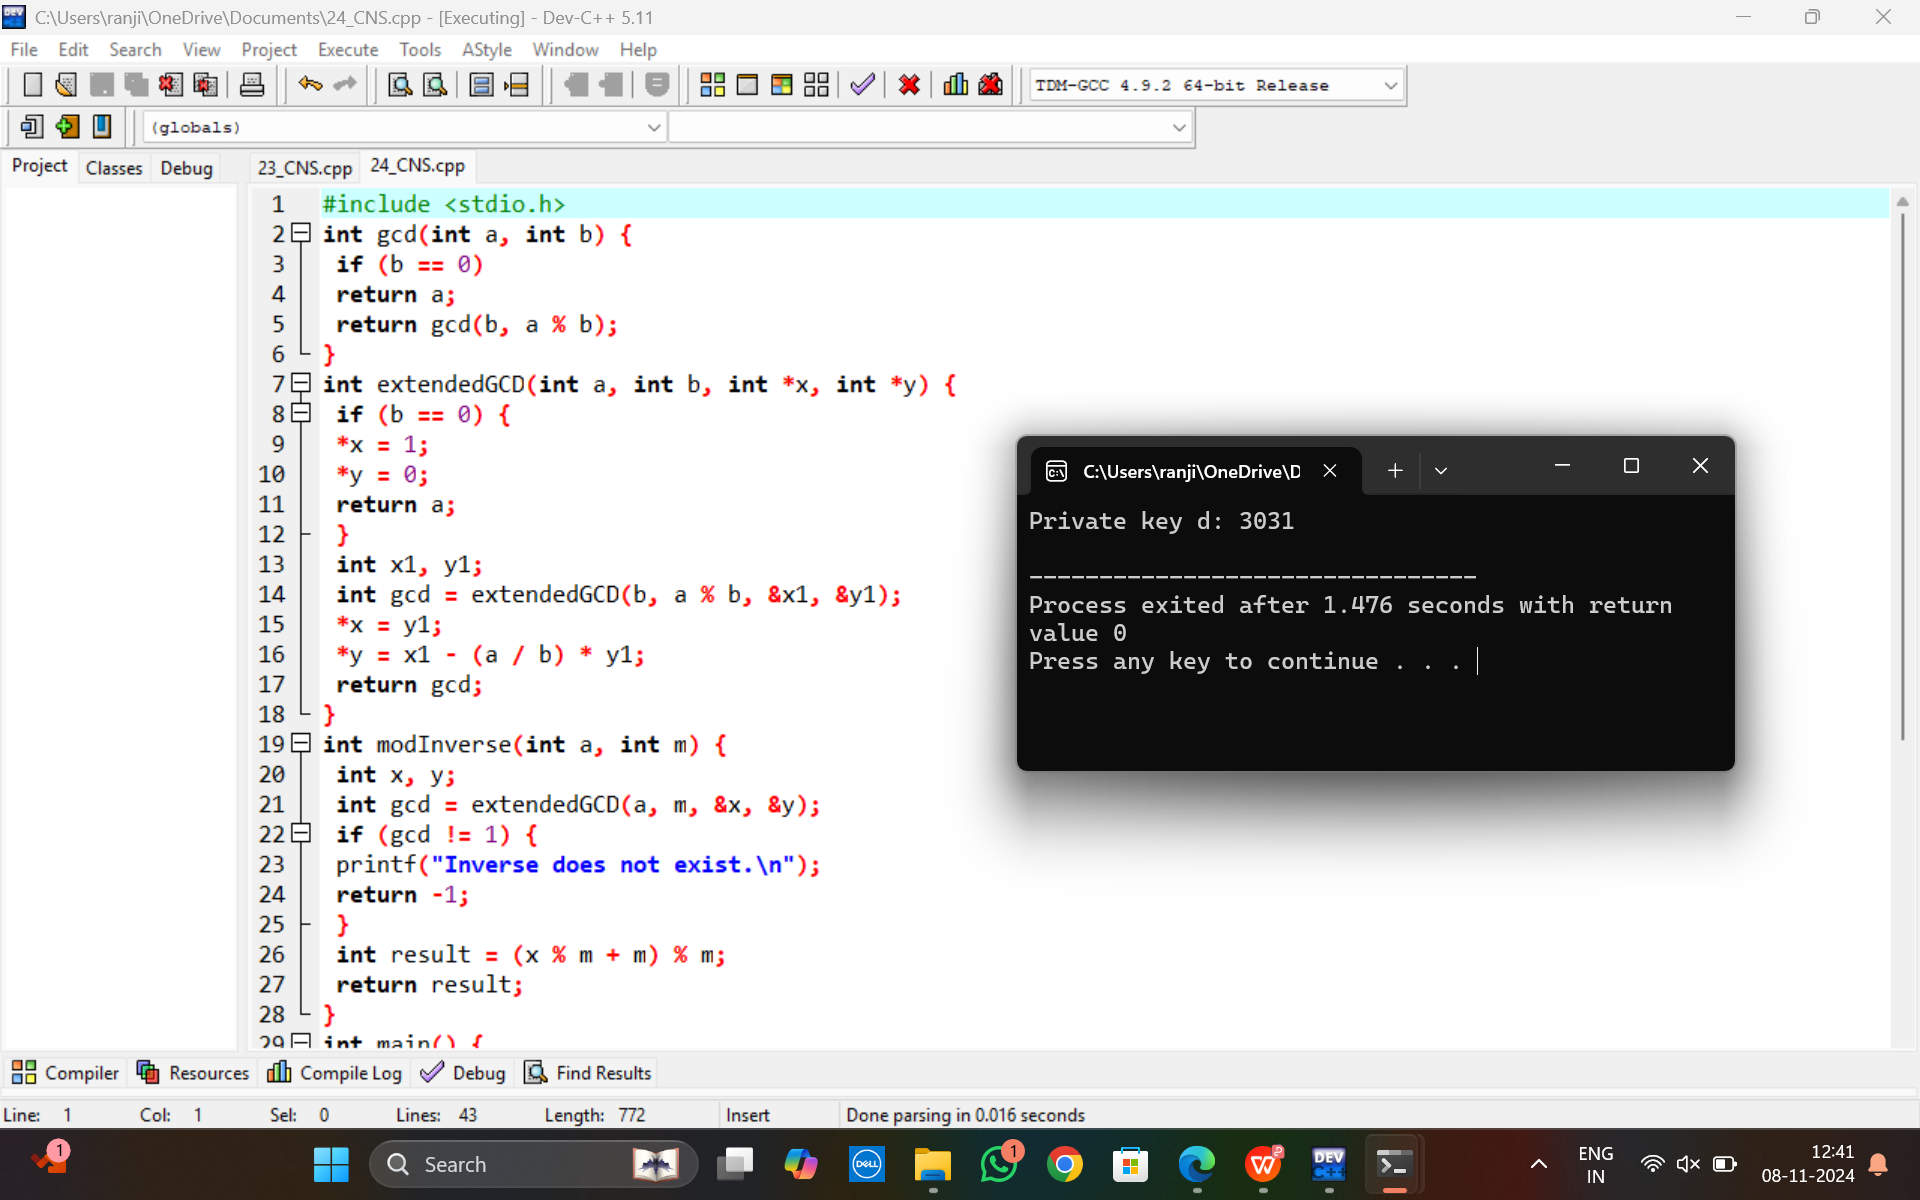 C:\Users\ranji\OneDrive\Documents\24_CNS.cpp - [Executing] - Dev-C++ 5.11
File Edit Search View Project Execute Tools AStyle Window Help
TDM-GCC 4.9.2 64-bit Release
(globals)
Project Classes Debug 23_CNS.cpp 24_CNS.cpp
1 #include <stdio.h>
2 int gcd(int a, int b) {
3 if (b == 0)
4 return a;
5 return gcd(b, a % b);
6 }
7 int extendedGCD(int a, int b, int *x, int *y) {
8 if (b == 0) {
9 *x = 1;
10 *y = 0;
11 return a;
12 }
13 int x1, y1;
14 int gcd = extendedGCD(b, a % b, &x1, &y1);
15 *x = y1;
16 *y = x1 - (a / b) * y1;
17 return gcd;
18 }
19 int modInverse(int a, int m) {
20 int x, y;
21 int gcd = extendedGCD(a, m, &x, &y);
22 if (gcd != 1) {
23 printf("Inverse does not exist.\n");
24 return -1;
25 }
26 int result = (x % m + m) % m;
27 return result;
28 }
29 int main() {
C:\Users\ranji\OneDrive\D
Private key d: 3031
--------------------------------
Process exited after 1.476 seconds with return
value 0
Press any key to continue . . .
Compiler Resources Compile Log Debug Find Results
Line: 1 Col: 1 Sel: 0 Lines: 43 Length: 772 Insert Done parsing in 0.016 seconds
1
Search
DELL
1
DEV
C++
ENG
IN
12:41
08-11-2024